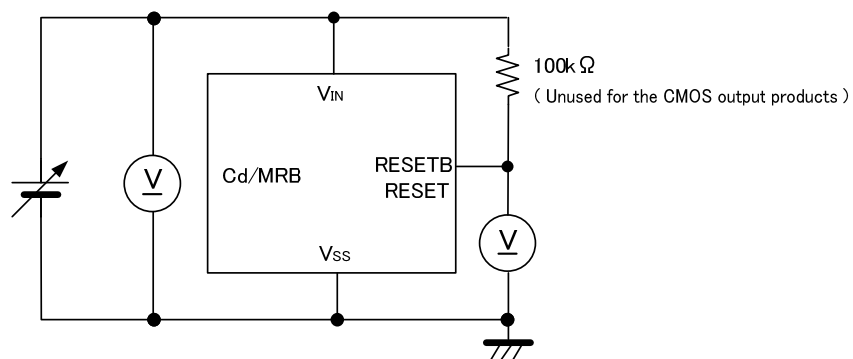 100kΩ
( Unused for the CMOS output products )
VIN
RESETB
Cd/MRB
RESET
V
V
VSS